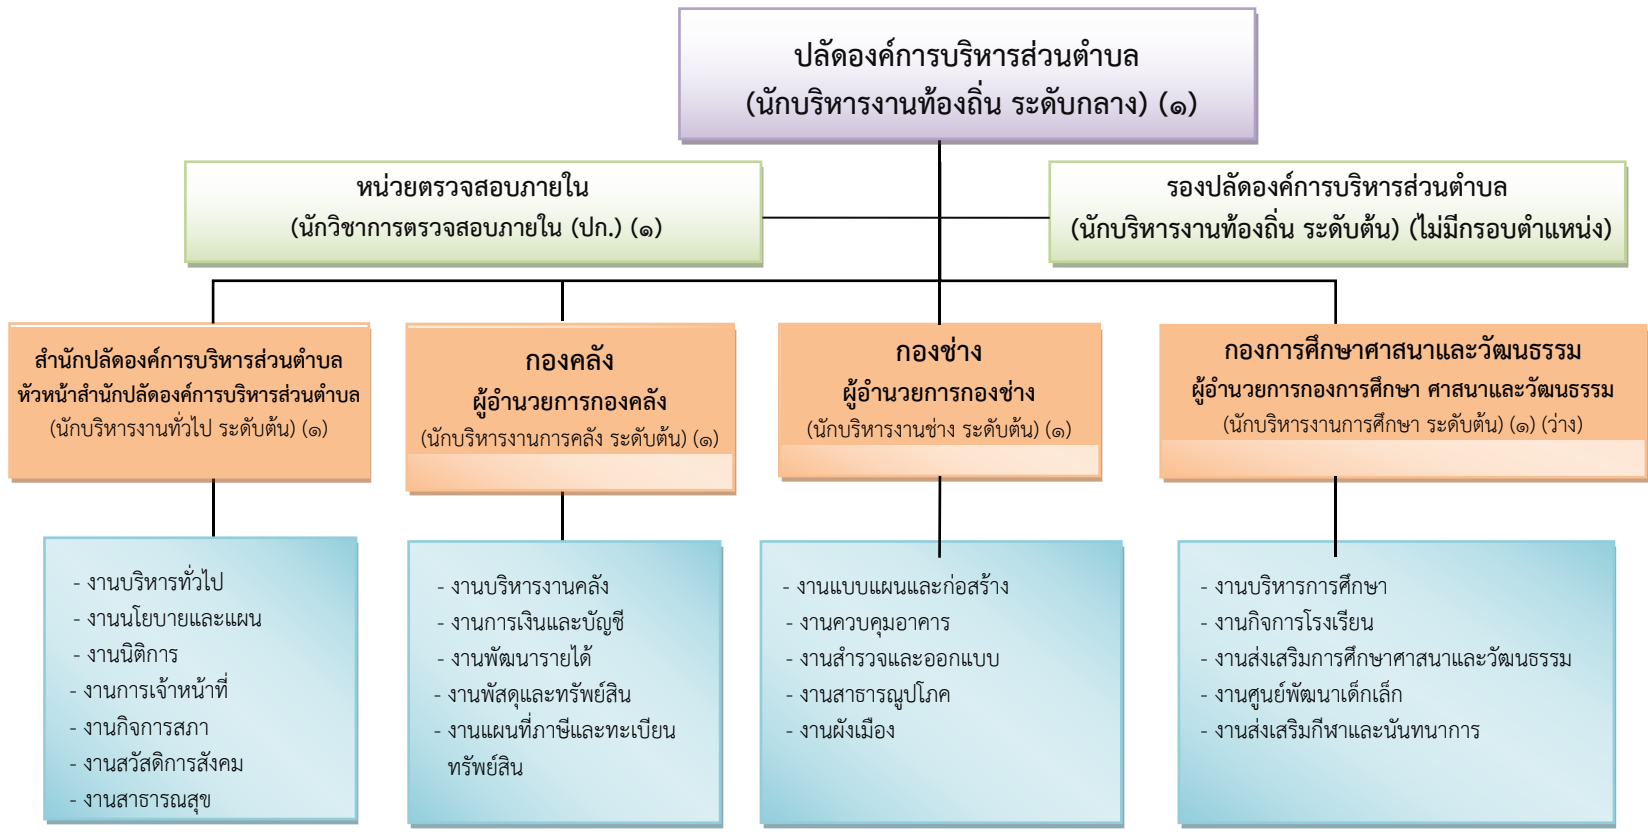 ปลัดองค์การบริหารส่วนตำบล
(นักบริหารงานท้องถิ่น ระดับกลาง) (๑)
หน่วยตรวจสอบภายใน
(นักวิชาการตรวจสอบภายใน (ปก.) (๑)
รองปลัดองค์การบริหารส่วนตำบล
(นักบริหารงานท้องถิ่น ระดับต้น) (ไม่มีกรอบตำแหน่ง)
สำนักปลัดองค์การบริหารส่วนตำบล
หัวหน้าสำนักปลัดองค์การบริหารส่วนตำบล
(นักบริหารงานทั่วไป ระดับต้น) (๑)
กองคลัง
ผู้อำนวยการกองคลัง
(นักบริหารงานการคลัง ระดับต้น) (๑)
กองช่าง
ผู้อำนวยการกองช่าง
(นักบริหารงานช่าง ระดับต้น) (๑)
กองการศึกษาศาสนาและวัฒนธรรม
ผู้อำนวยการกองการศึกษา ศาสนาและวัฒนธรรม
(นักบริหารงานการศึกษา ระดับต้น) (๑) (ว่าง)
- งานบริหารทั่วไป
- งานนโยบายและแผน
- งานนิติการ
- งานการเจ้าหน้าที่
- งานกิจการสภา
- งานสวัสดิการสังคม
- งานสาธารณสุข
- งานบริหารงานคลัง
- งานการเงินและบัญชี
- งานพัฒนารายได้
- งานพัสดุและทรัพย์สิน
- งานแผนที่ภาษีและทะเบียน
ทรัพย์สิน
- งานแบบแผนและก่อสร้าง
- งานควบคุมอาคาร
- งานสำรวจและออกแบบ
- งานสาธารณูปโภค
- งานผังเมือง
- งานบริหารการศึกษา
- งานกิจการโรงเรียน
- งานส่งเสริมการศึกษาศาสนาและวัฒนธรรม
- งานศูนย์พัฒนาเด็กเล็ก
- งานส่งเสริมกีฬาและนันทนาการ